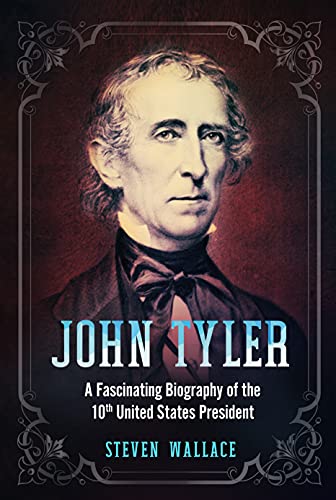 JOHN TYLER
A Fascinating Biography of the
10th United States President
STEVEN WALLACE